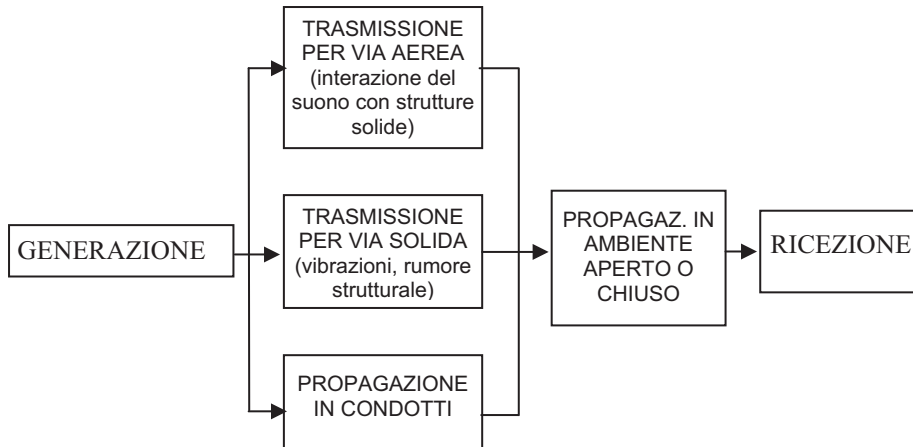 GENERAZIONE
TRASMISSIONE
PER VIA AEREA
(interazione del
suono con strutture
solide)
TRASMISSIONE
PER VIA SOLIDA
(vibrazioni, rumore
strutturale)
PROPAGAZIONE
IN CONDOTTI
PROPAGAZ. IN
AMBIENTE
APERTO O
CHIUSO
RICEZIONE